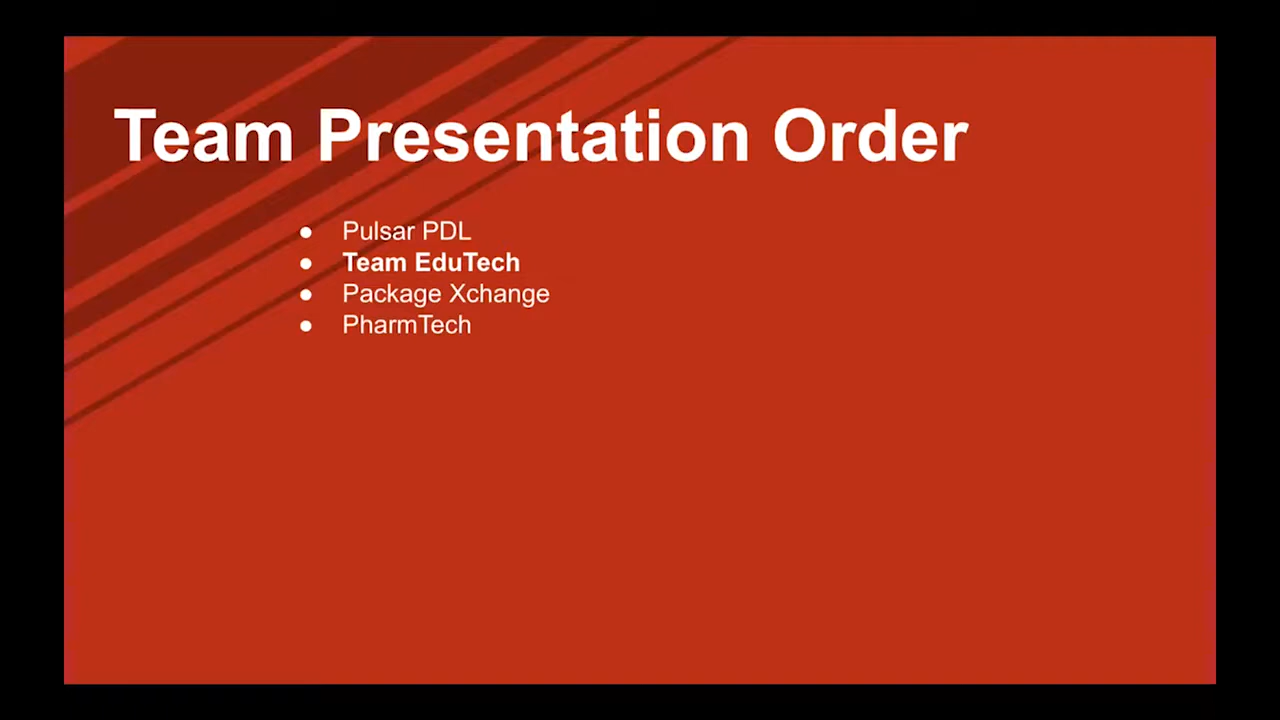 Team Presentation Order
● Pulsar PDL
● Team EduTech
● Package Xchange
● PharmTech